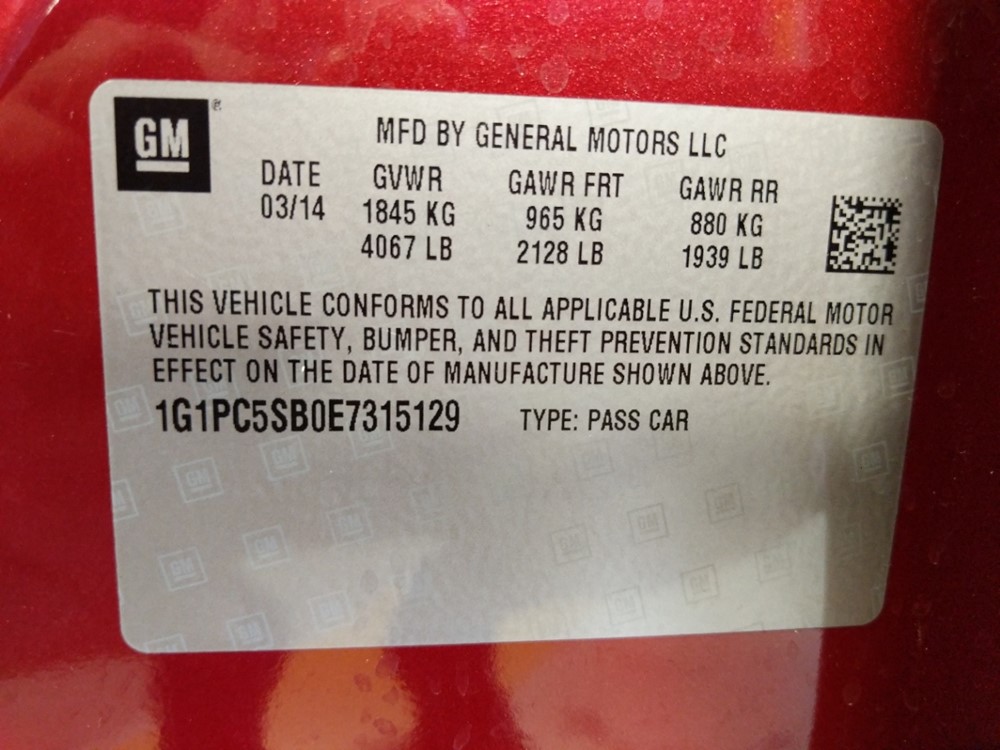 GM
MFD BY GENERAL MOTORS LLC
DATE GVWR GAWR FRT GAWR RR
03/14 1845 KG 965 KG 880 KG
4067 LB 2128 LB 1939 LB
THIS VEHICLE CONFORMS TO ALL APPLICABLE U.S. FEDERAL MOTOR
VEHICLE SAFETY, BUMPER, AND THEFT PREVENTION STANDARDS IN
EFFECT ON THE DATE OF MANUFACTURE SHOWN ABOVE.
1G1PC5SB0E7315129 TYPE: PASS CAR